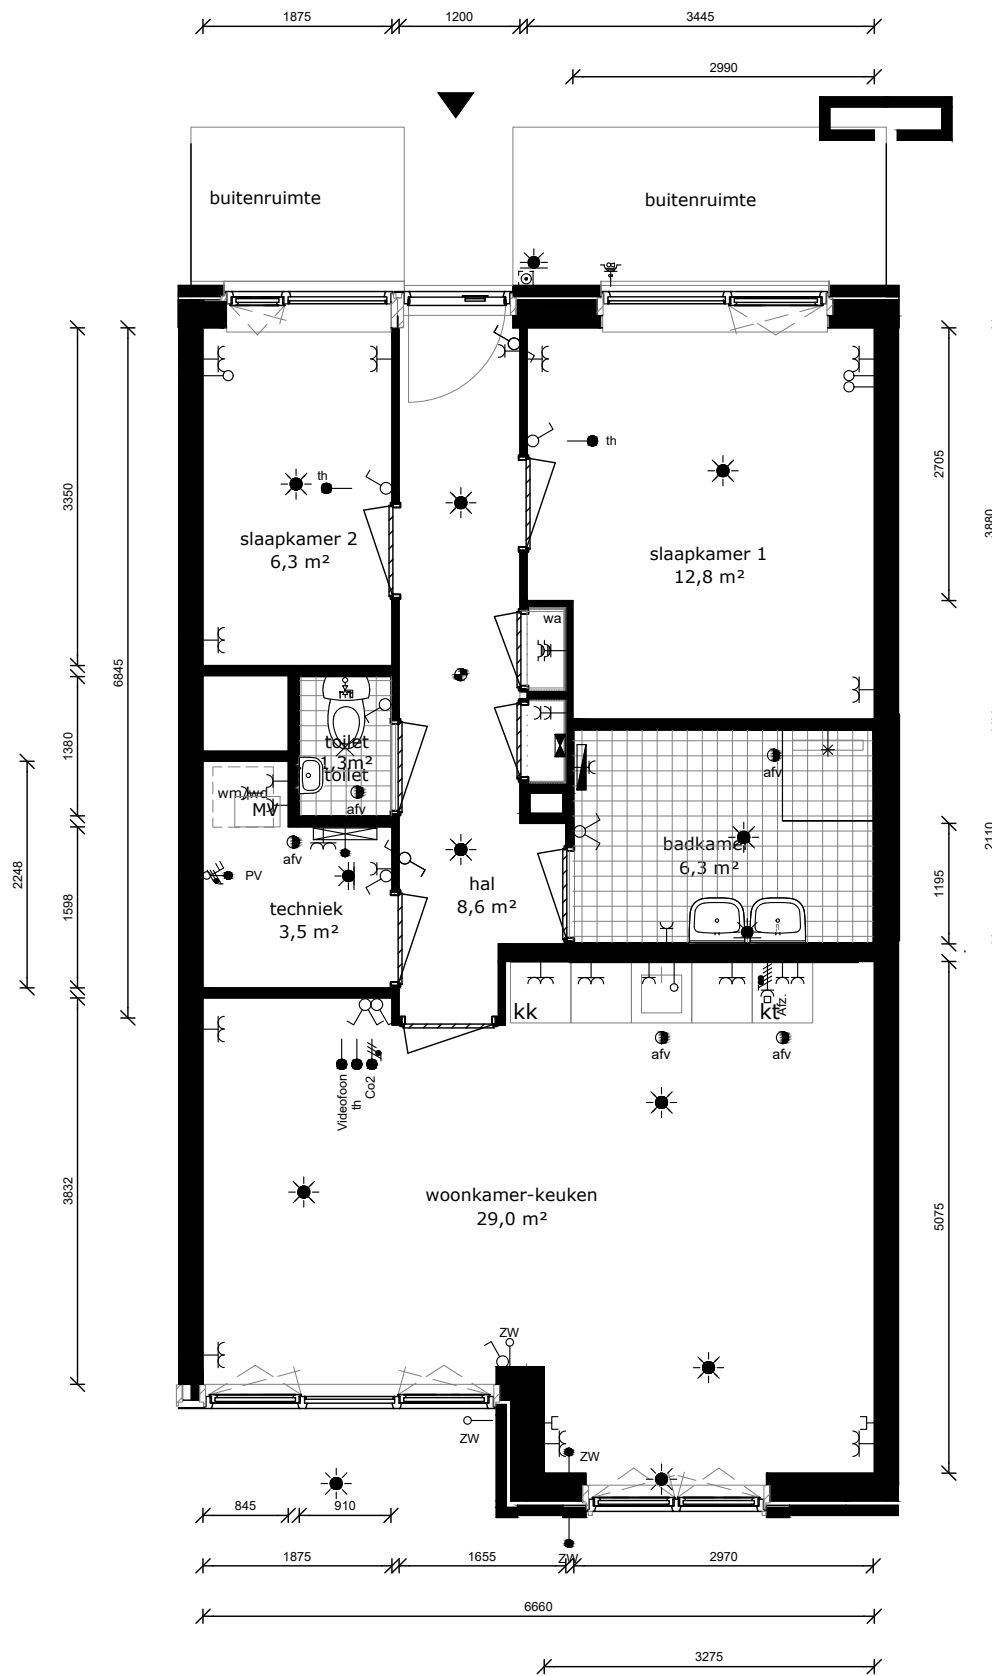 1875
1200
3445
2990
buitenruimte
buitenruimte
th
th
slaapkamer 2
6,3 m²
slaapkamer 1
12,8 m²
wa
toilet
1,3m²
toilet
afv
wm/wd
MV
afv
PV
techniek
3,5 m²
hal
8,6 m²
afv
badkamer
6,3 m²
kk
kt
Afz.
afv
afv
Videofoon
th
Co2
woonkamer-keuken
29,0 m²
ZW
ZW
ZW
ZW
3350
6845
1380
2248
1598
3832
2705
3880
2110
1195
5075
845
910
1875
1655
2970
6660
3275